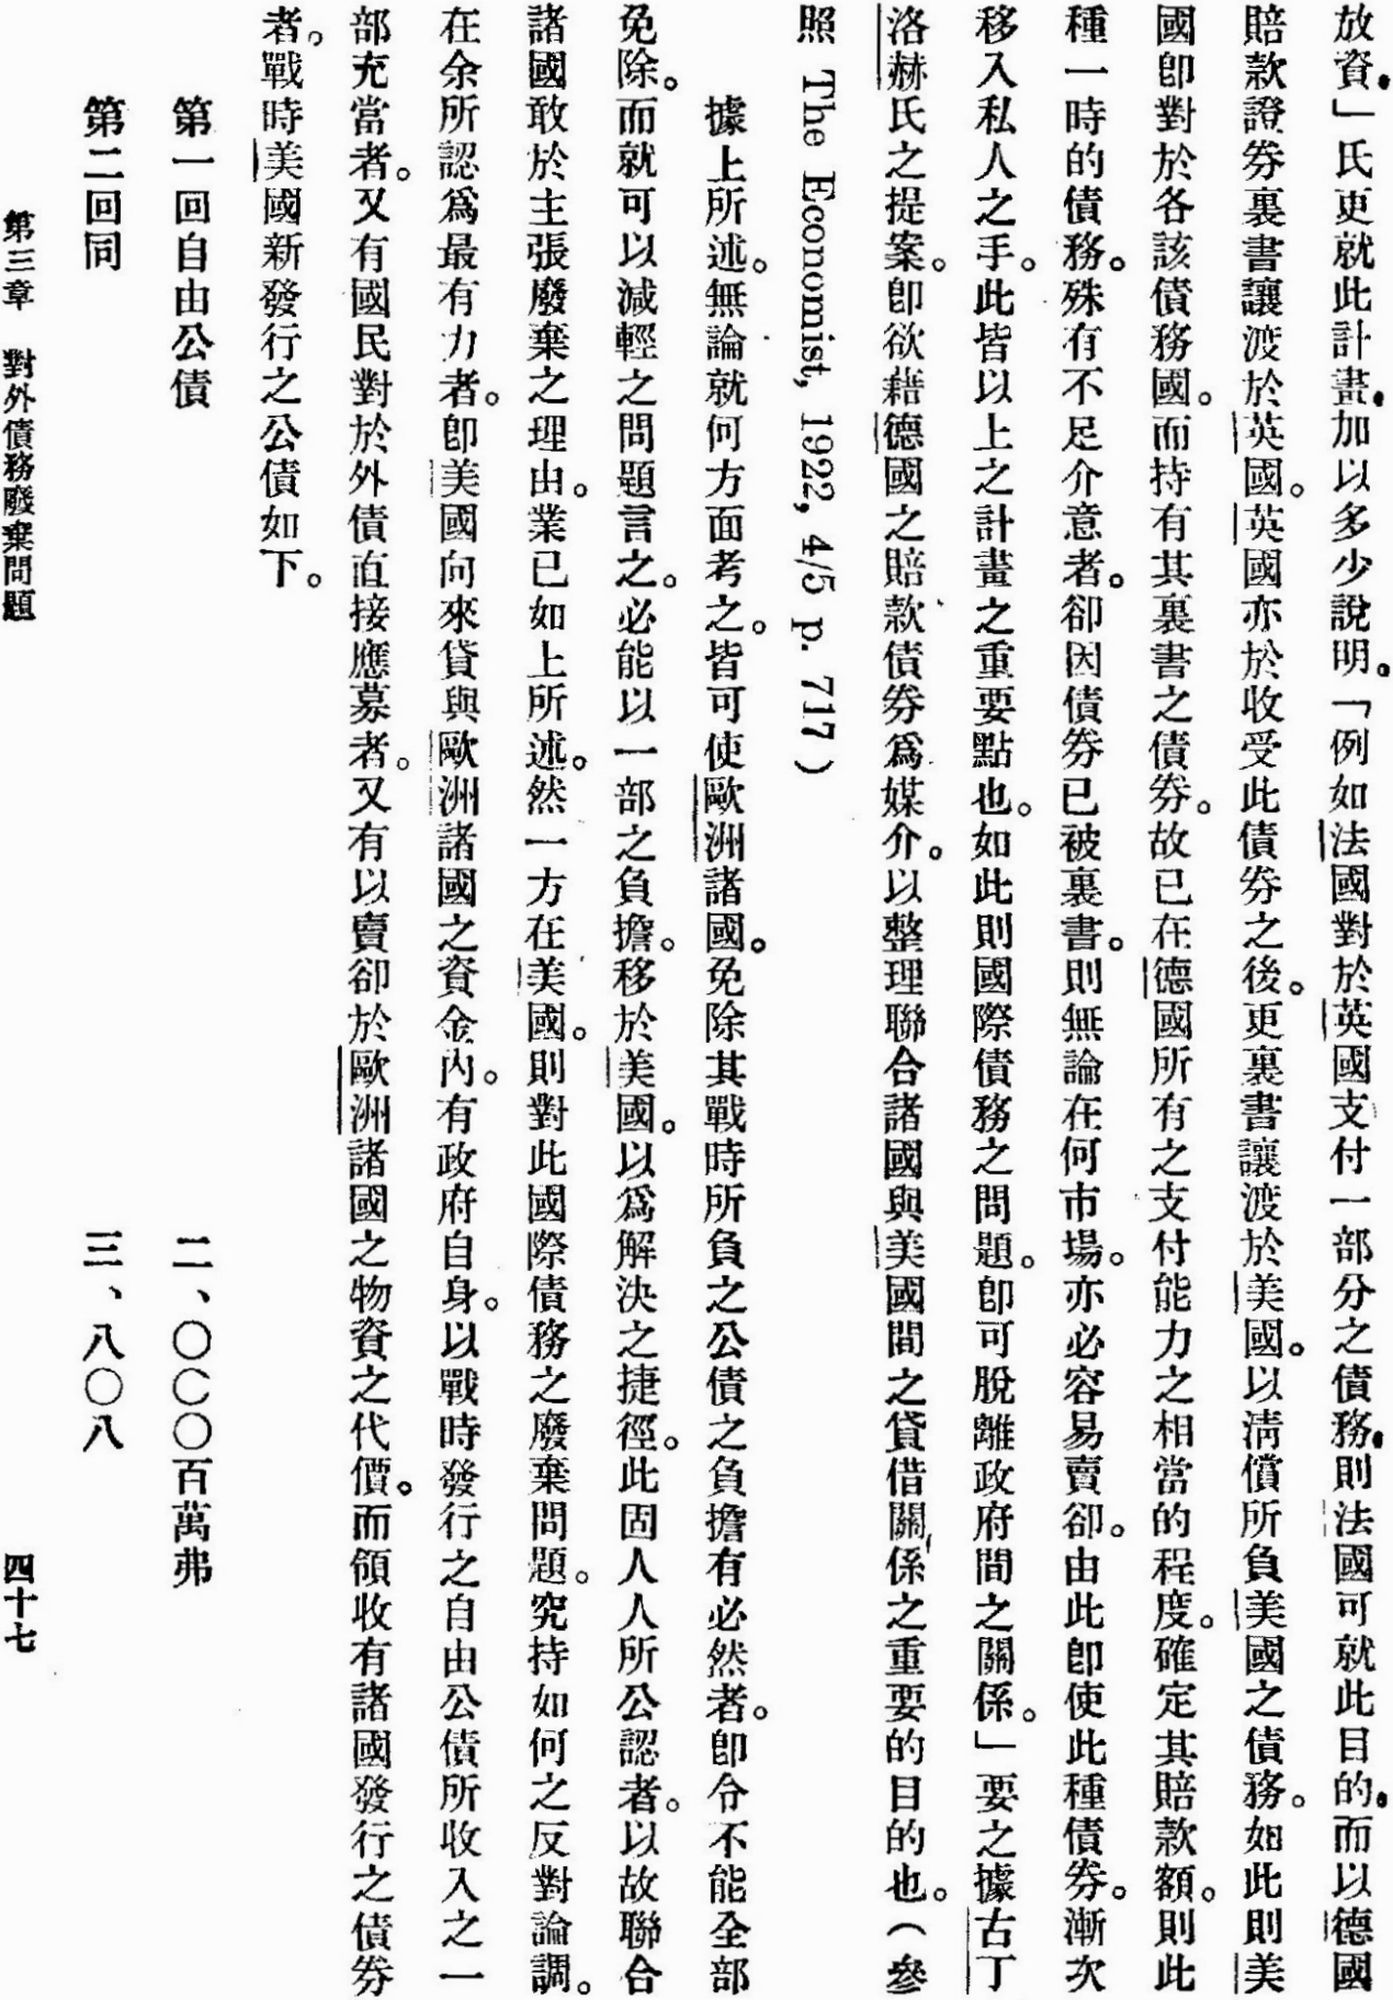 放資。」氏更就此計畫。加以多少說明。「例如法國對於英國支付一部分之債務。則法國可就此目的。而以德國
賠款證券裏書讓渡於英國。英國亦於收受此債券之後。更裏書讓渡於美國。以淸償所負美國之債務。如此則美
國卽對於各該債務國。而持有其裏書之債券。故已在德國所有之支付能力之相當的程度。確定其賠款額。則此
種一時的債務。殊有不足介意者。卻因債券已被裏書。則無論在何市場。亦必容易賣卻。由此卽使此種債券。漸次
移入私人之手。此皆以上之計畫之重要點也。如此則國際債務之問題。卽可脫離政府間之關係。」要之據古丁
洛赫氏之提案。卽欲藉德國之賠款債券爲媒介。以整理聯合諸國與美國間之貸借關係之重要的目的也。(參
照 The Economist, 1922, 4/5 p. 717)
據上所述。無論就何方面考之。皆可使歐洲諸國。免除其戰時所負之公債之負擔有必然者。卽令不能全部
免除。而就可以減輕之問題言之。必能以一部之負擔。移於美國。以爲解決之捷徑。此固人人所公認者。以故聯合
諸國敢於主張廢棄之理由。業已如上所述。然一方在美國。則對此國際債務之廢棄問題。究持如何之反對論調。
在余所認爲最有力者。卽美國向來貸與歐洲諸國之資金內。有政府自身。以戰時發行之自由公債所收入之一
部充當者。又有國民對於外債直接應募者。又有以賣卻於歐洲諸國之物資之代價。而領收有諸國發行之債券
者。戰時美國新發行之公債如下。
第一回自由公債 二、〇〇〇百萬弗
第二回同 三、八〇八
第三章 對外債務廢棄問題 四十七